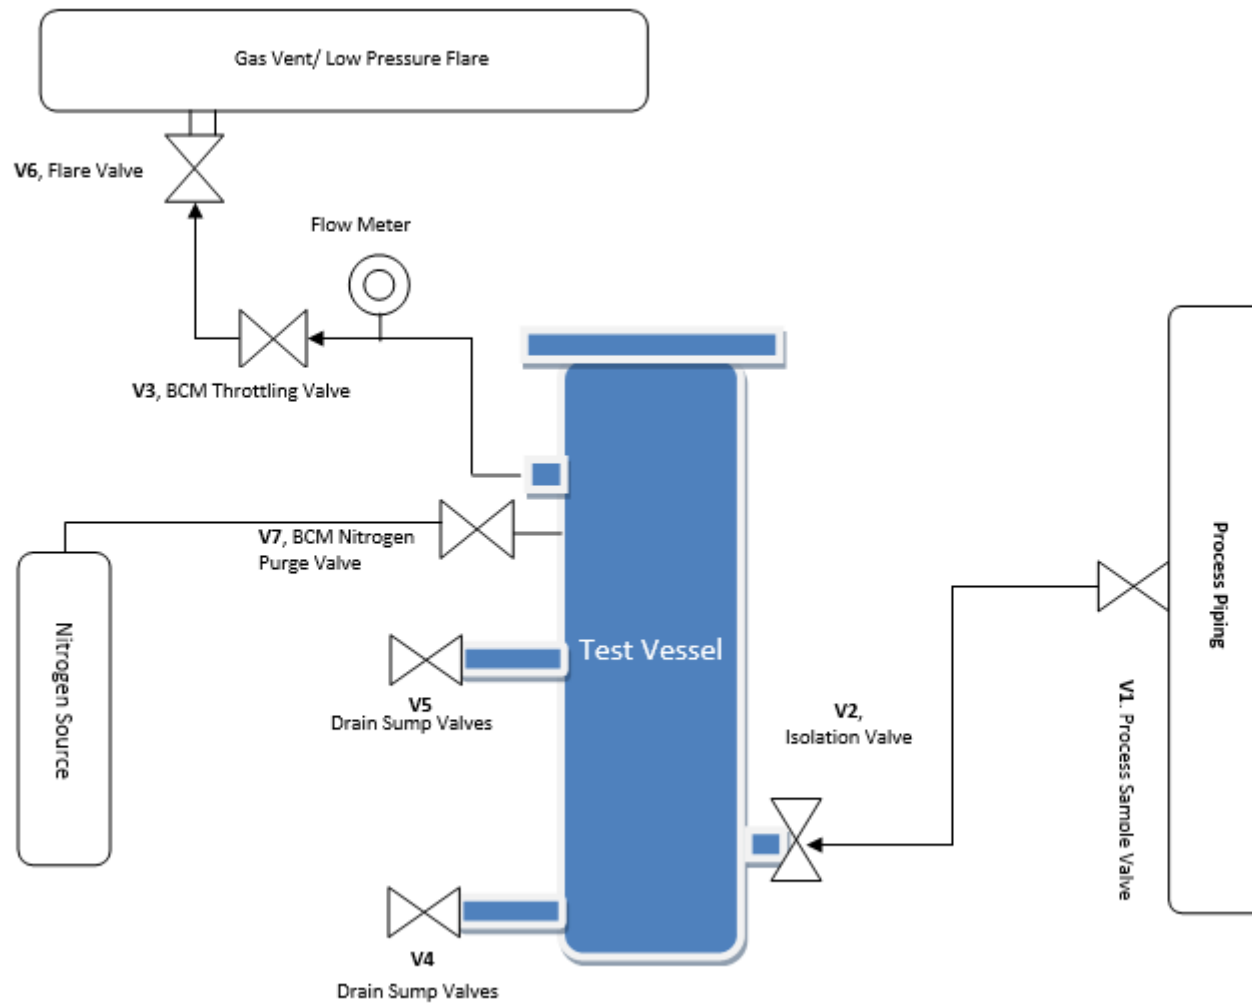 Gas Vent/ Low Pressure Flare
V6, Flare Valve
Flow Meter
V3, BCM Throttling Valve
V7, BCM Nitrogen
Purge Valve
Nitrogen Source
Test Vessel
V5
Drain Sump Valves
V4
Drain Sump Valves
V2,
Isolation Valve
V1. Process Sample Valve
Process Piping